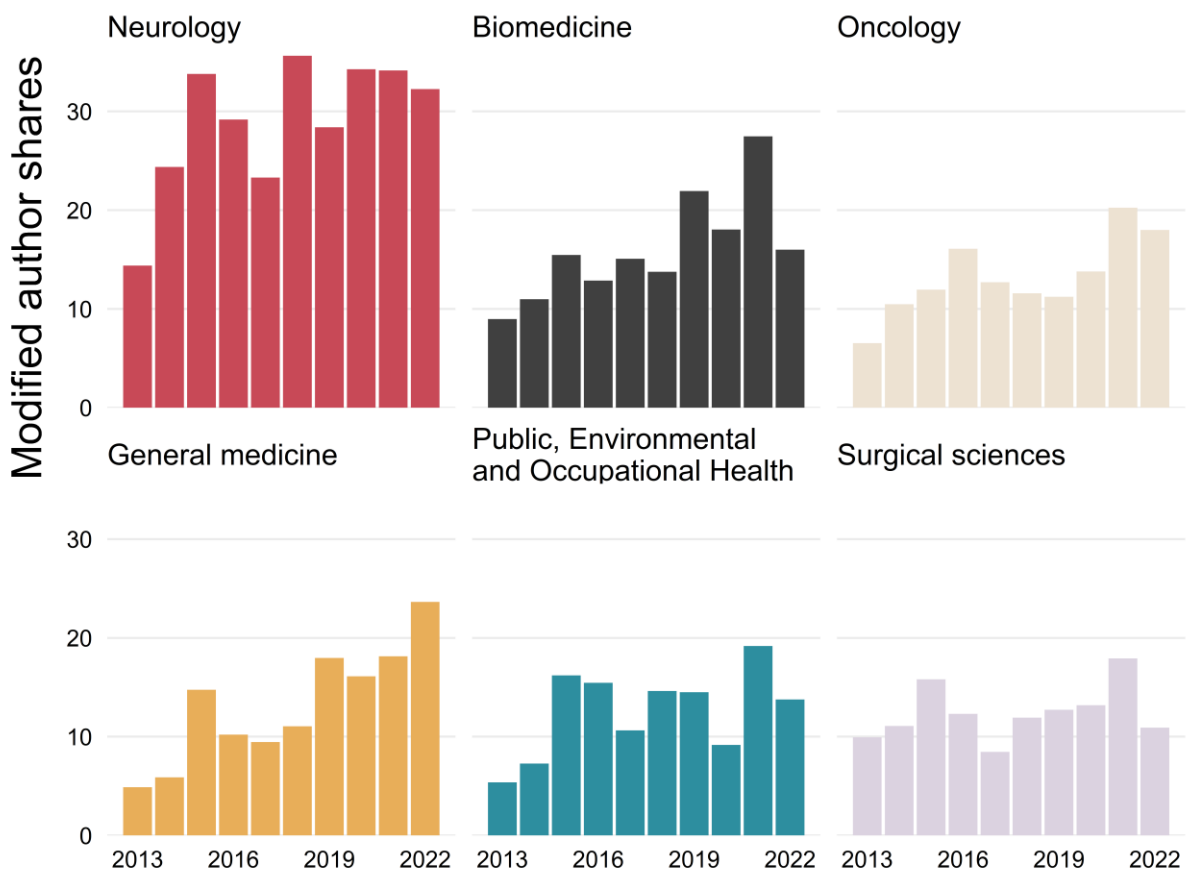 Modified author shares
Neurology
Biomedicine
Oncology
30
20
10
0
General medicine
Public, Environmental
and Occupational Health
Surgical sciences
30
20
10
0
2013 2016 2019 2022
2013 2016 2019 2022
2013 2016 2019 2022